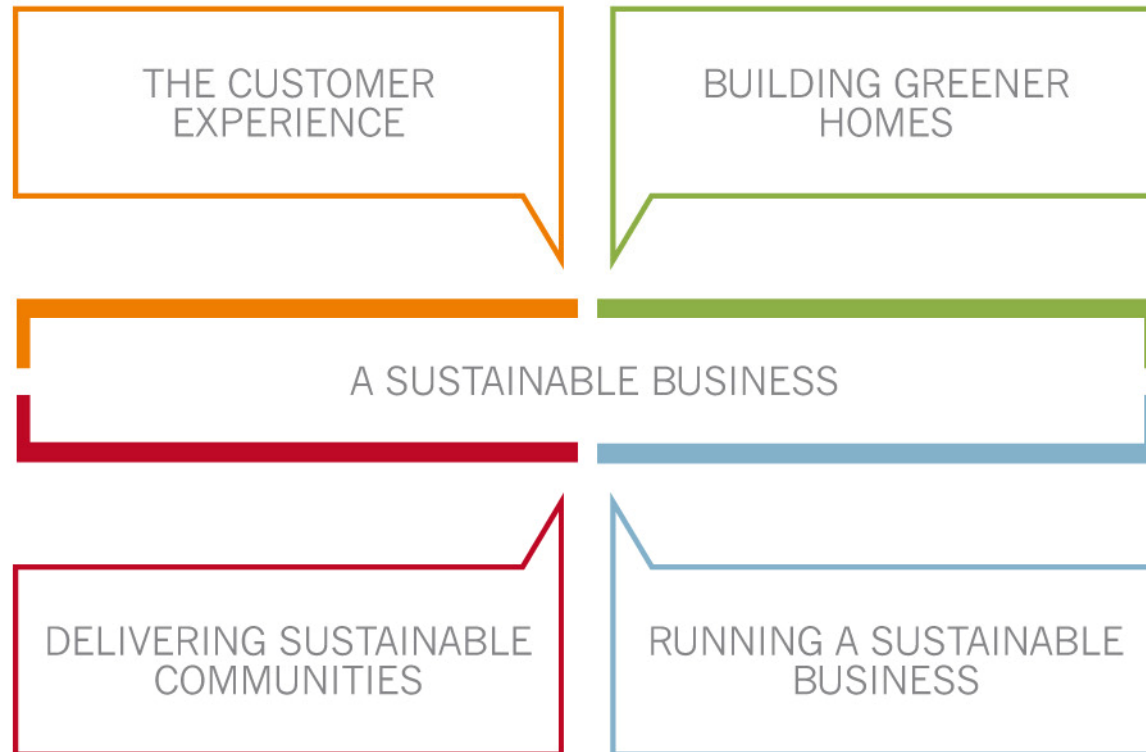 THE CUSTOMER
EXPERIENCE
BUILDING GREENER
HOMES
A SUSTAINABLE BUSINESS
DELIVERING SUSTAINABLE
COMMUNITIES
RUNNING A SUSTAINABLE
BUSINESS